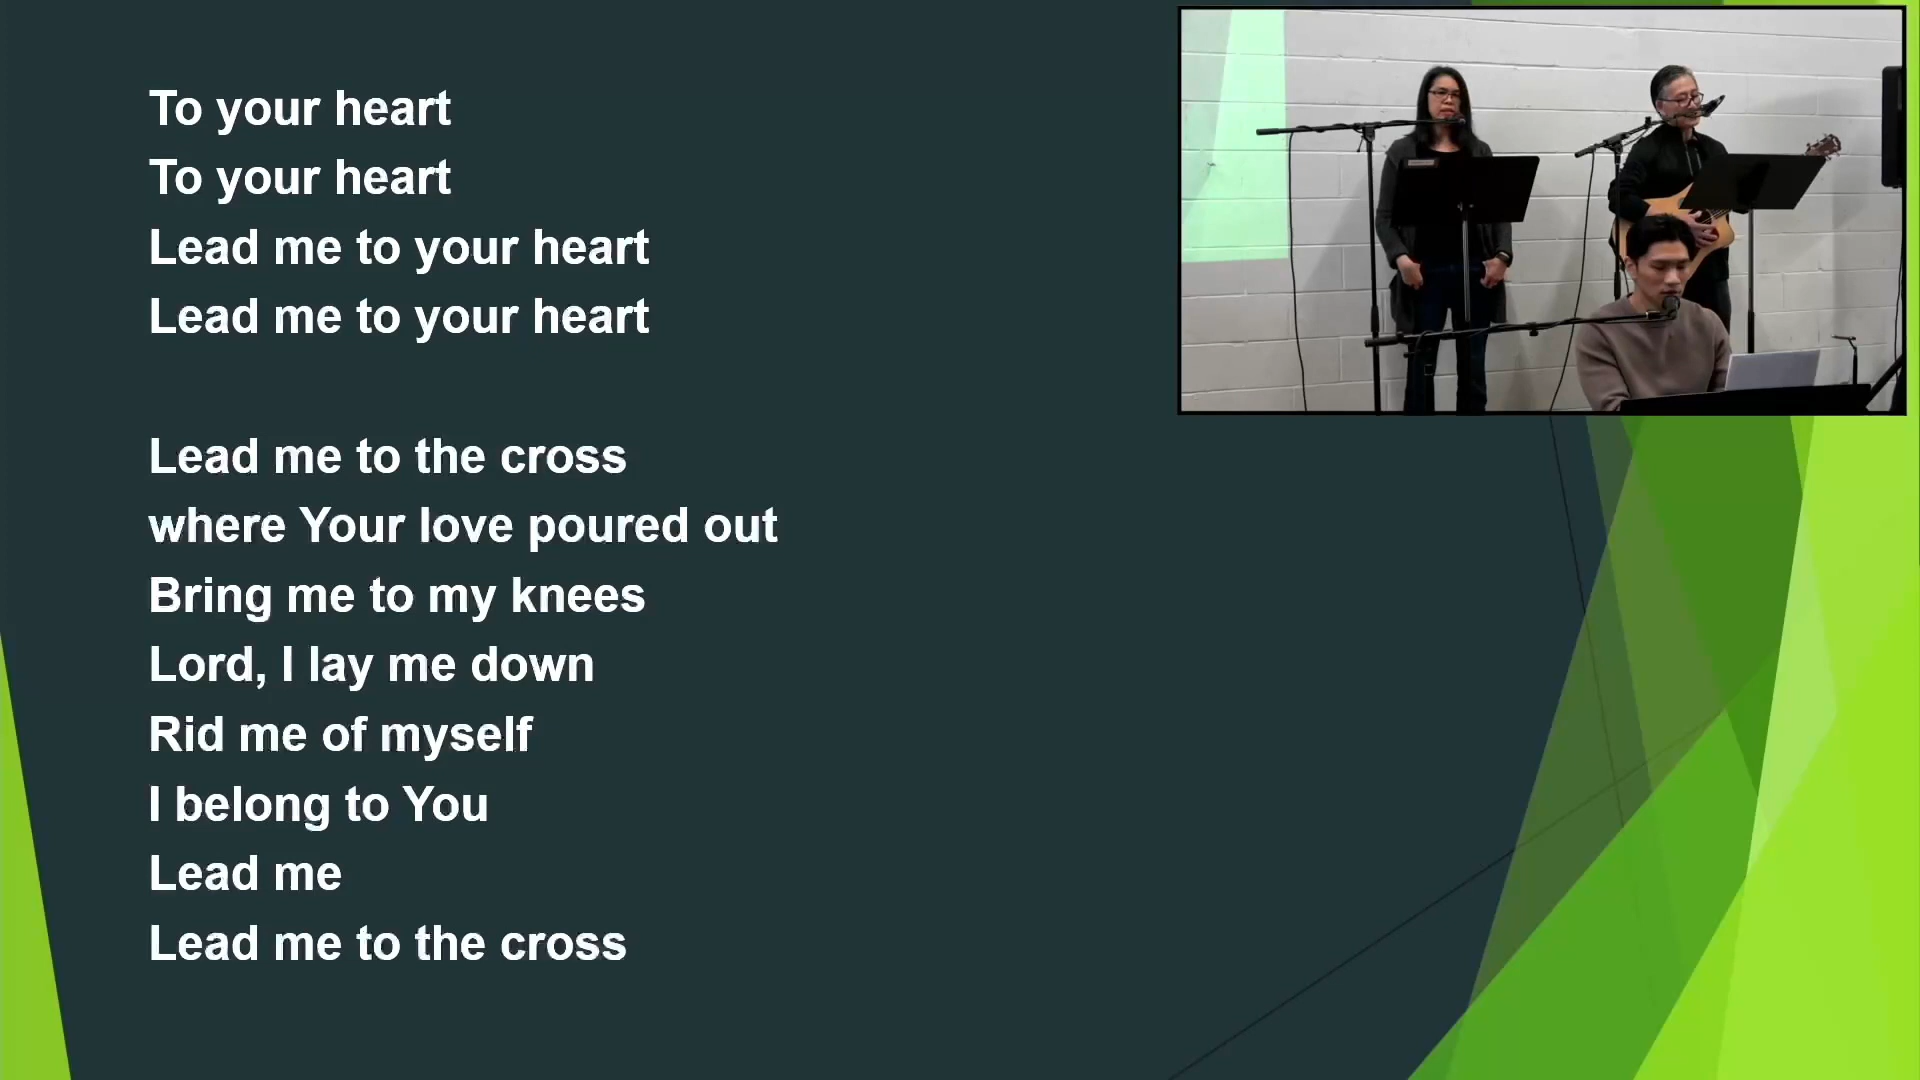 To your heart
To your heart
Lead me to your heart
Lead me to your heart
Lead me to the cross
where Your love poured out
Bring me to my knees
Lord, I lay me down
Rid me of myself
I belong to You
Lead me
Lead me to the cross